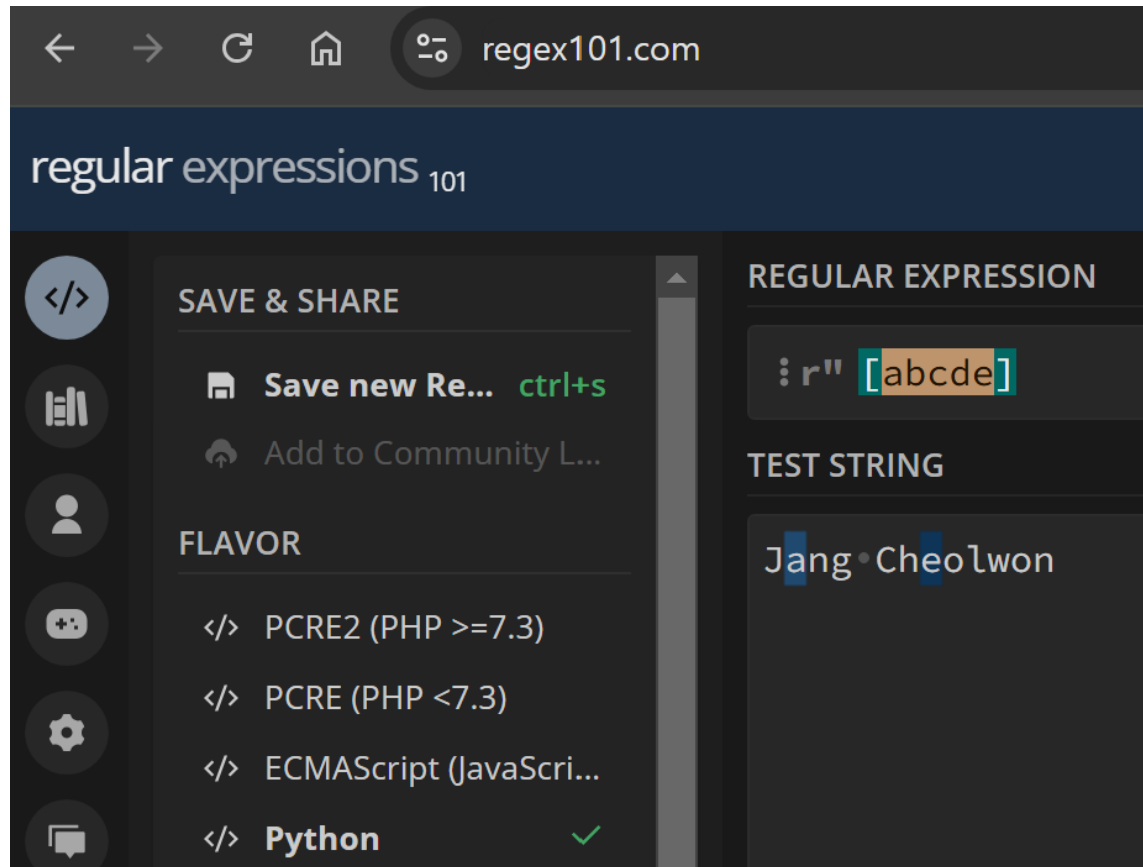 regex101.com
regular expressions 101
SAVE & SHARE
Save new Re... ctrl+s
Add to Community L...
FLAVOR
</> PCRE2 (PHP >=7.3)
</> PCRE (PHP <7.3)
</> ECMAScript (JavaScri...
</> Python
REGULAR EXPRESSION
r" [abcde]
TEST STRING
Jang·Cheolwon